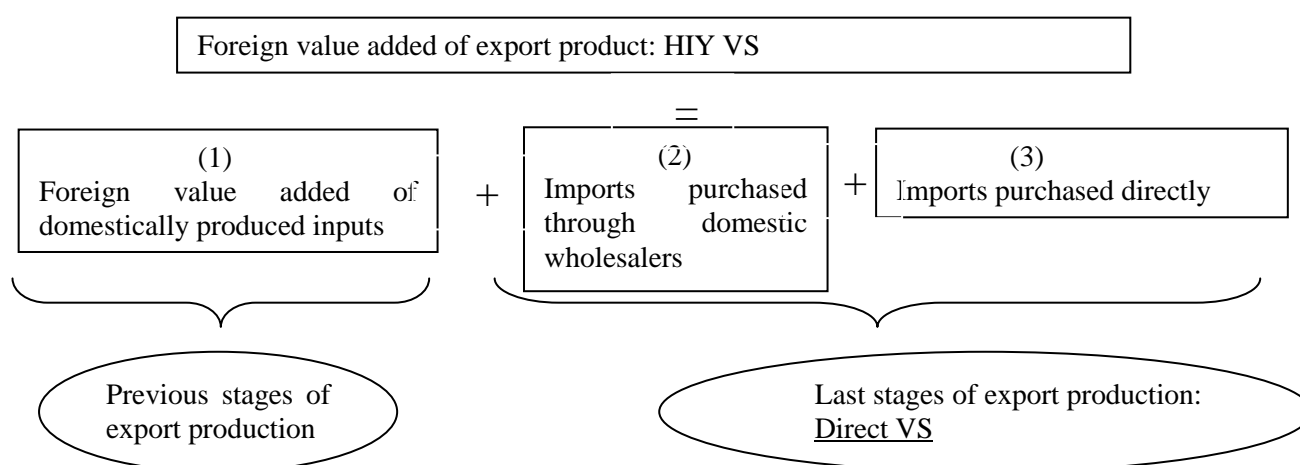 Foreign value added of export product: HIY VS
=
(1)
Foreign value added of
domestically produced inputs
+
(2)
Imports purchased
through domestic
wholesalers
+
(3)
Imports purchased directly
Previous stages of
export production
Last stages of export production:
Direct VS